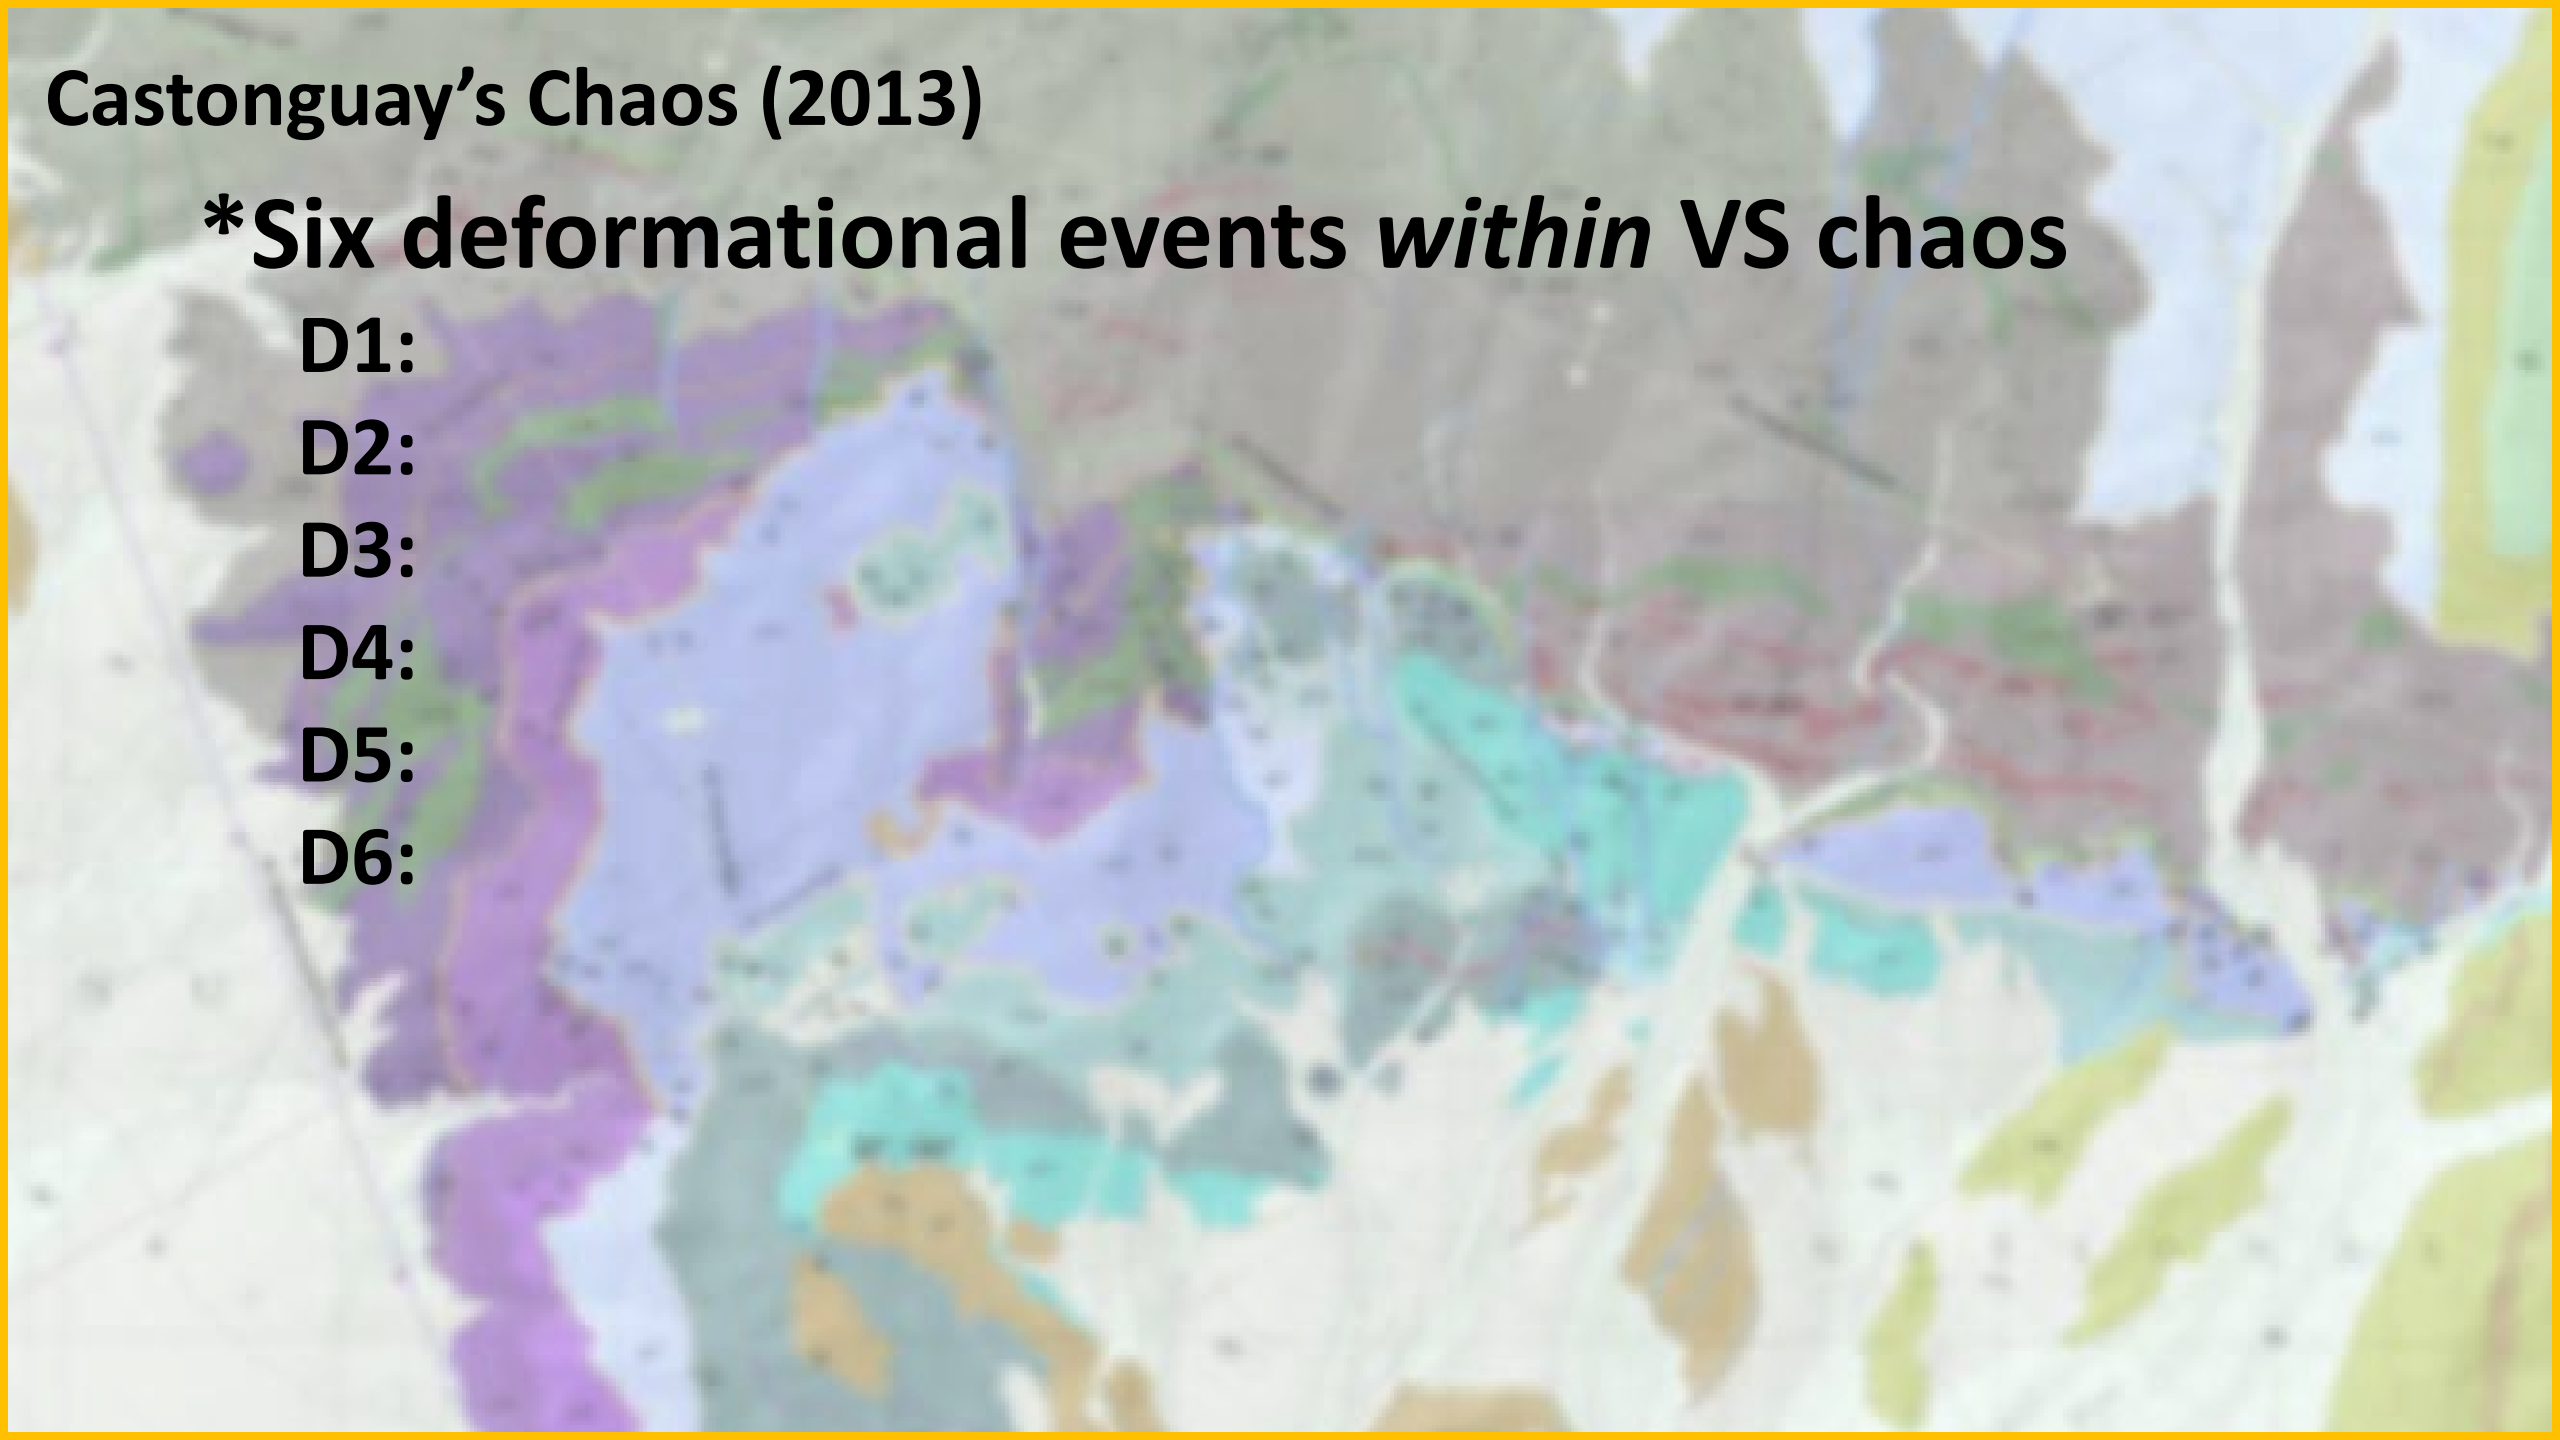 Castonguay’s Chaos (2013)
*Six deformational events within VS chaos
D1:
D2:
D3:
D4:
D5:
D6: